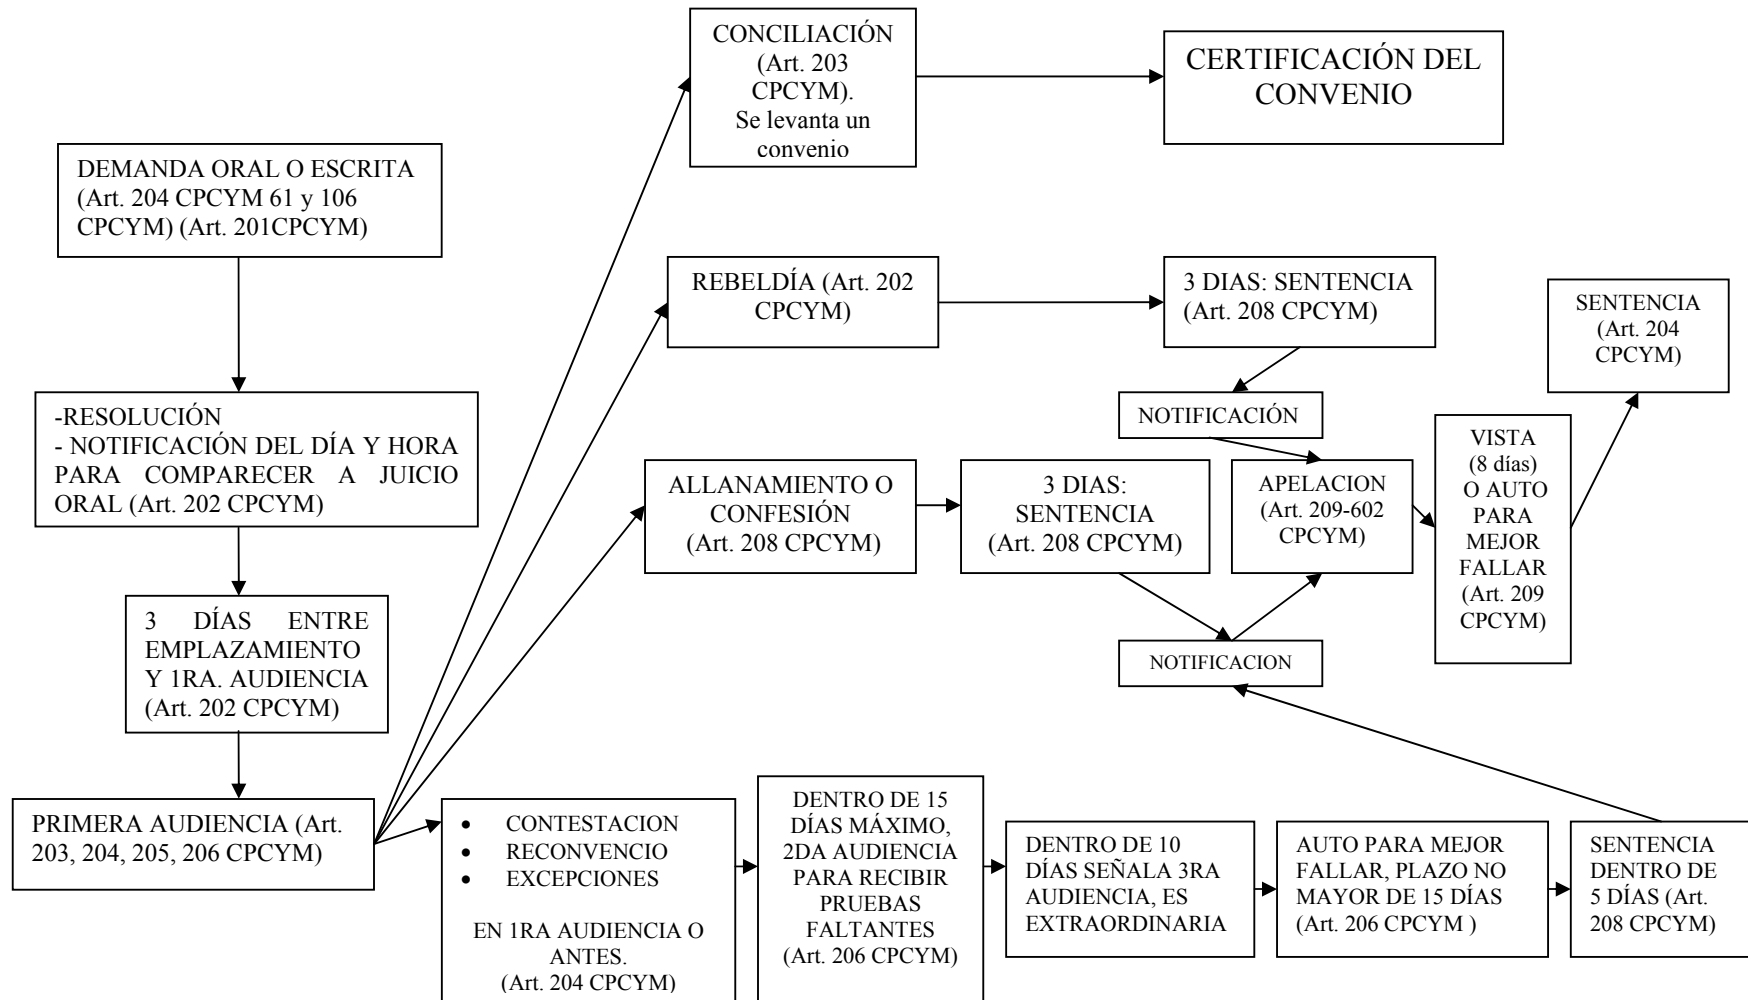 CONCILIACIÓN
(Art. 203
CPCYM).
Se levanta un
convenio
CERTIFICACIÓN DEL
CONVENIO
DEMANDA ORAL O ESCRITA
(Art. 204 CPCYM 61 y 106
CPCYM) (Art. 201CPCYM)
REBELDÍA (Art. 202
CPCYM)
3 DIAS: SENTENCIA
(Art. 208 CPCYM)
SENTENCIA
(Art. 204
CPCYM)
-RESOLUCIÓN
- NOTIFICACIÓN DEL DÍA Y HORA
PARA COMPARECER A JUICIO
ORAL (Art. 202 CPCYM)
NOTIFICACIÓN
ALLANAMIENTO O
CONFESIÓN
(Art. 208 CPCYM)
3 DIAS:
SENTENCIA
(Art. 208 CPCYM)
APELACION
(Art. 209-602
CPCYM)
VISTA
(8 días)
O AUTO
PARA
MEJOR
FALLAR
(Art. 209
CPCYM)
3 DÍAS ENTRE
EMPLAZAMIENTO
Y 1RA. AUDIENCIA
(Art. 202 CPCYM)
NOTIFICACION
PRIMERA AUDIENCIA (Art.
203, 204, 205, 206 CPCYM)
• CONTESTACION
• RECONVENCIO
• EXCEPCIONES
EN 1RA AUDIENCIA O
ANTES.
(Art. 204 CPCYM)
DENTRO DE 15
DÍAS MÁXIMO,
2DA AUDIENCIA
PARA RECIBIR
PRUEBAS
FALTANTES
(Art. 206 CPCYM)
DENTRO DE 10
DÍAS SEÑALA 3RA
AUDIENCIA, ES
EXTRAORDINARIA
AUTO PARA MEJOR
FALLAR, PLAZO NO
MAYOR DE 15 DÍAS
(Art. 206 CPCYM )
SENTENCIA
DENTRO DE
5 DÍAS (Art.
208 CPCYM)